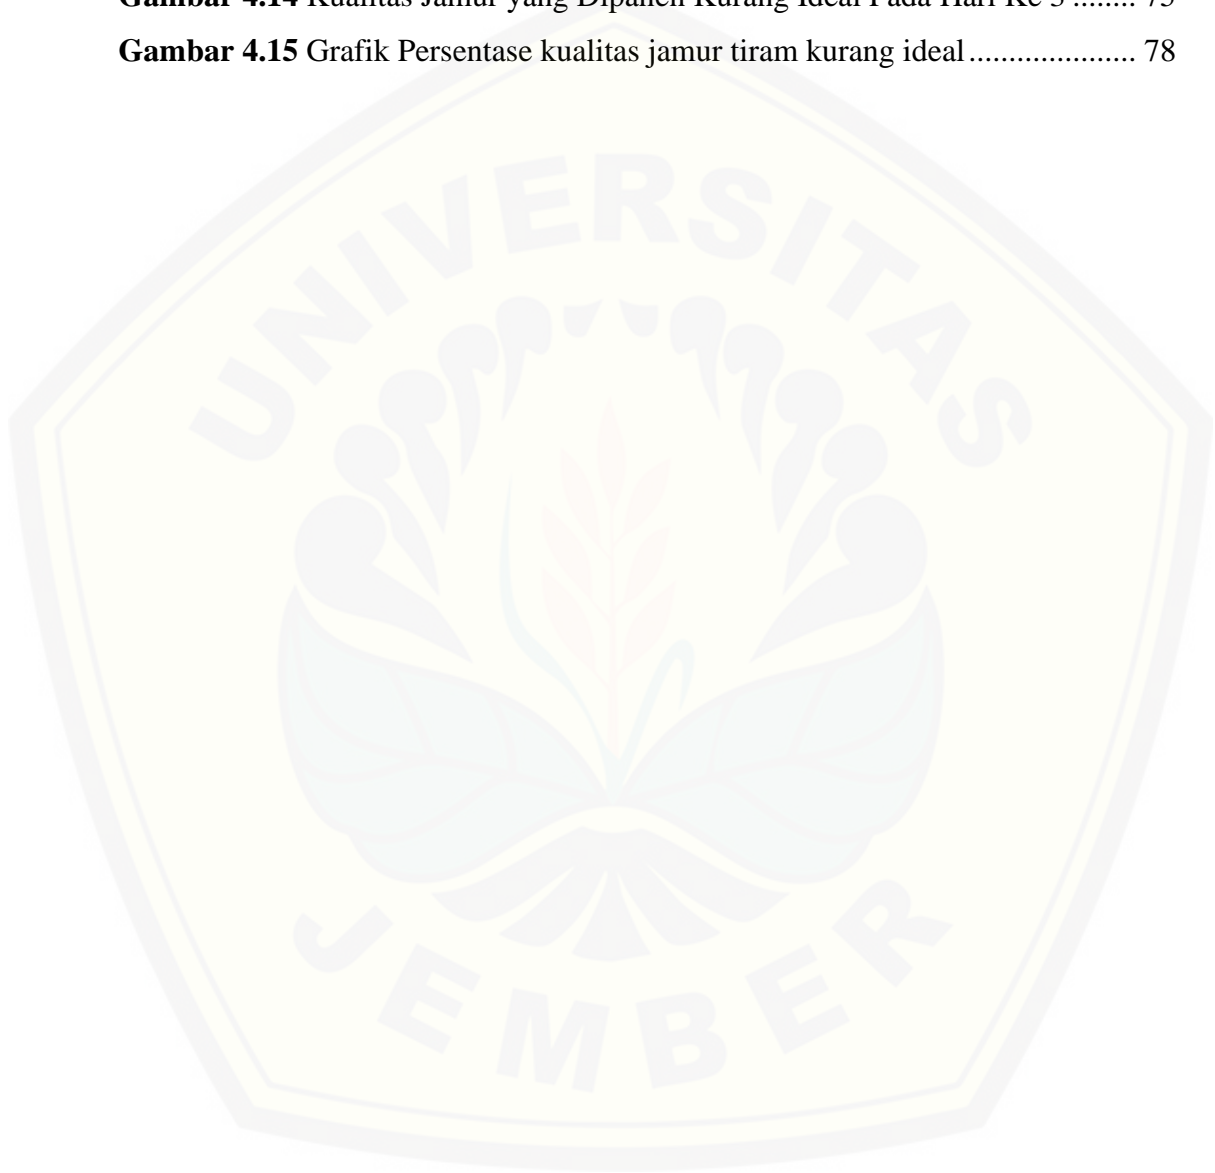 Gambar 4.14 Kualitas Jamur yang Dipanen Kurang Ideal Pada Hari Ke ........ 75
Gambar 4.15 Grafik Persentase kualitas jamur tiram kurang ideal ..................... 78
UNIVERSITAS
JEMBER